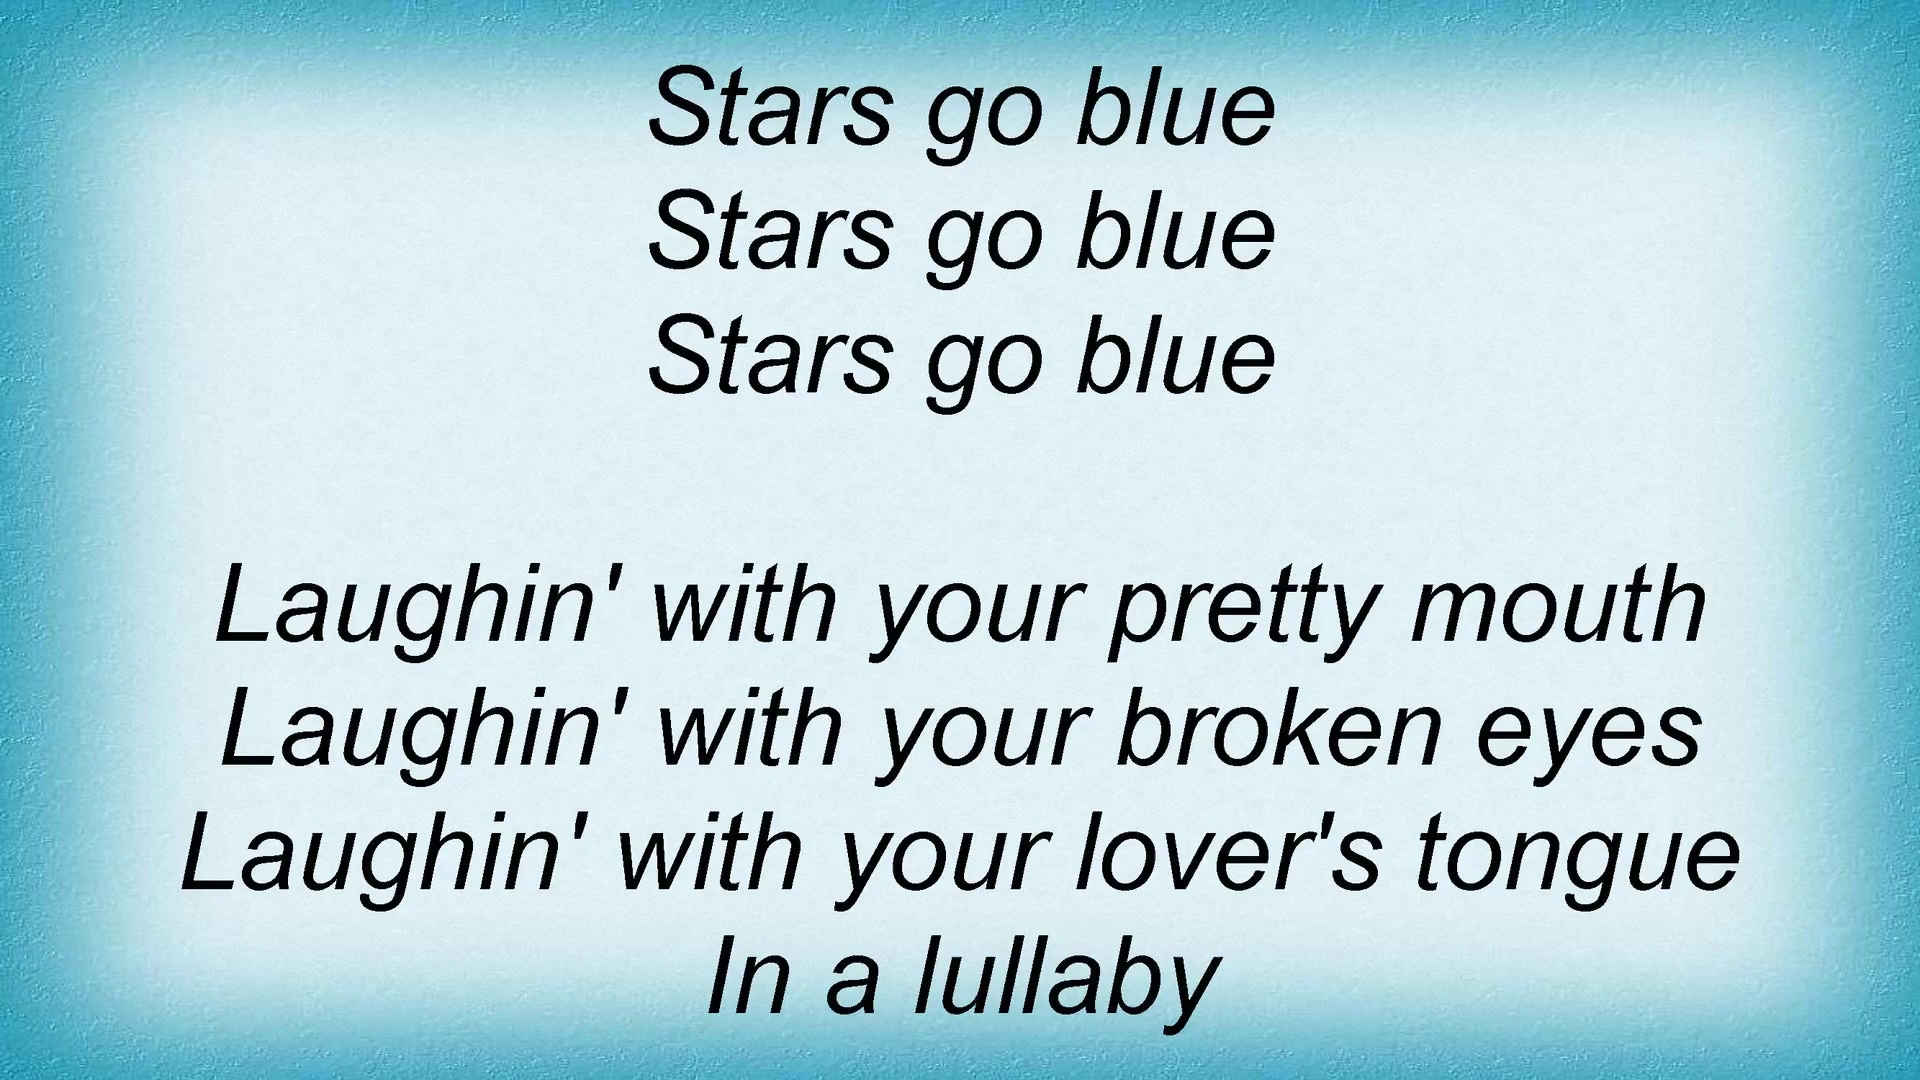 Stars go blue
Stars go blue
Stars go blue
Laughin' with your pretty mouth
Laughin' with your broken eyes
Laughin' with your lover's tongue
In a lullaby